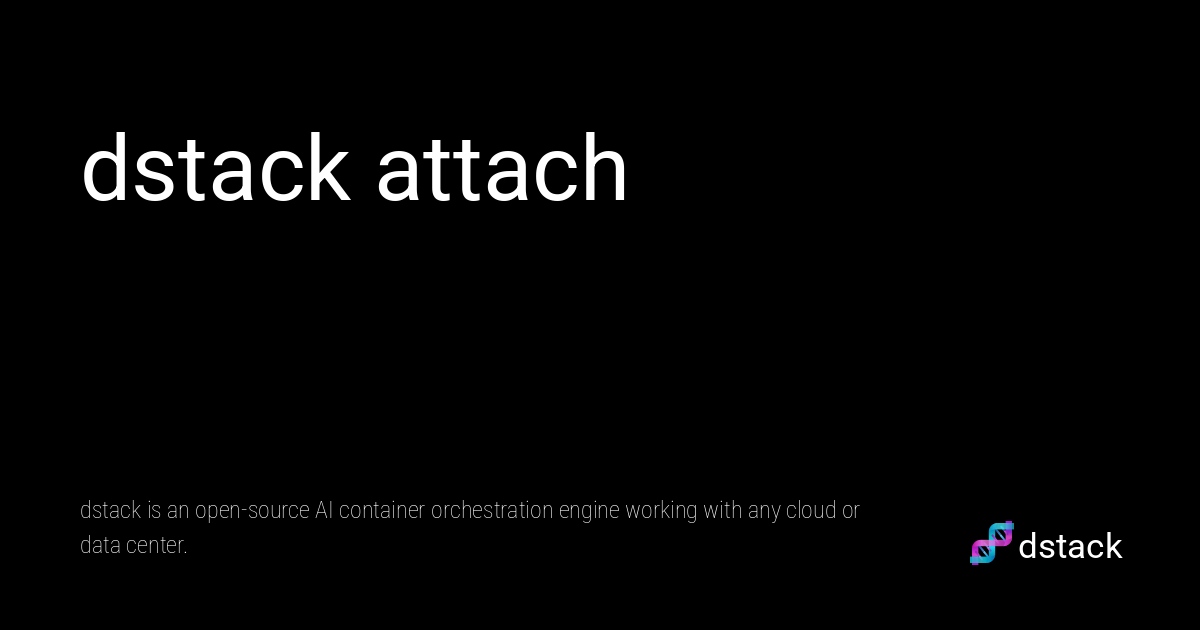 dstack attach
dstack is an open-source AI container orchestration engine working with any cloud or
data center.
dstack